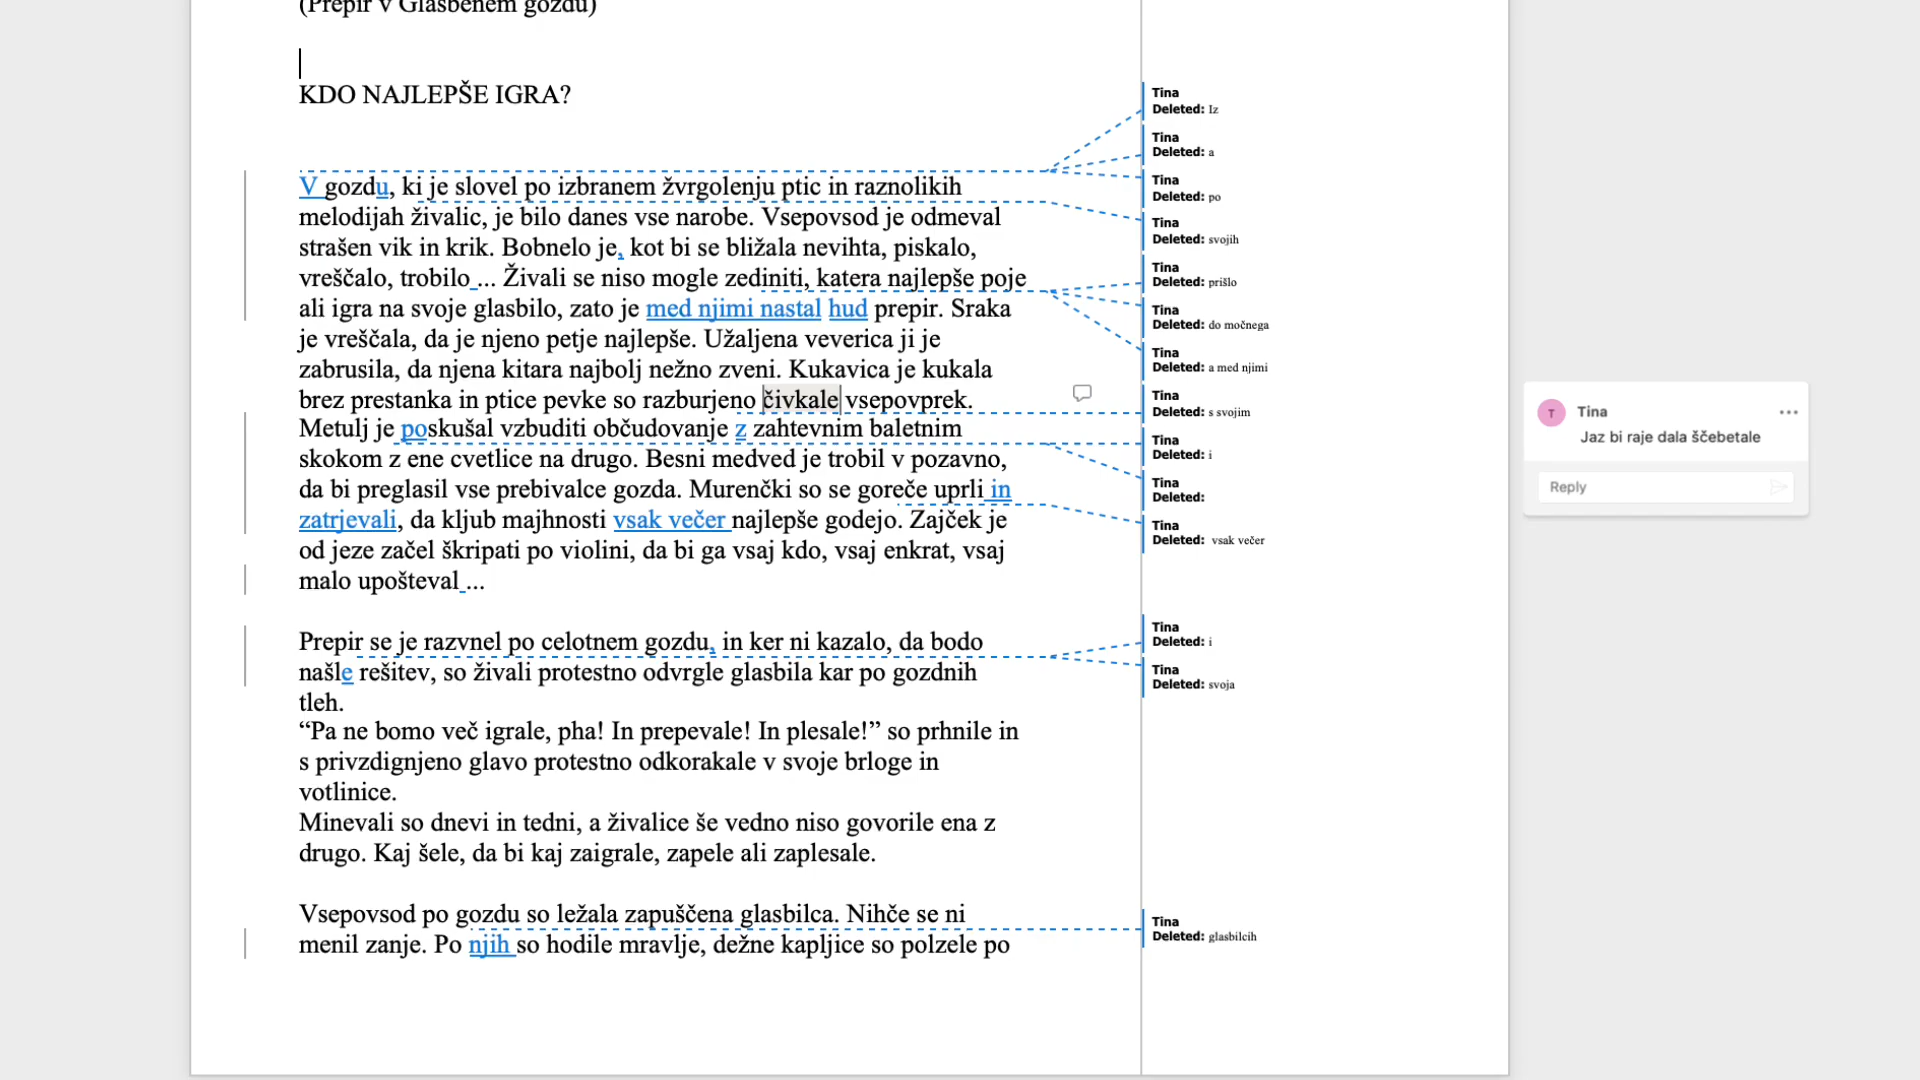 (Prepir v Glasbenem gozdu)
KDO NAJLEPŠE IGRA?
V gozdu, ki je slovel po izbranem žvrgolenju ptic in raznolikih
melodijah živalic, je bilo danes vse narobe. Vsepovsod je odmeval
strašen vik in krik. Bobnelo je, kot bi se bližala nevihta, piskalo,
vreščalo, trobilo ... Živali se niso mogle zediniti, katera najlepše poje
ali igra na svoje glasbilo, zato je med njimi nastal hud prepir. Sraka
je vreščala, da je njeno petje najlepše. Užaljena veverica ji je
zabrusila, da njena kitara najbolj nežno zveni. Kukavica je kukala
brez prestanka in ptice pevke so razburjeno čivkale vsepovprek.
Metulj je poskušal vzbuditi občudovanje z zahtevnim baletnim
skokom z ene cvetlice na drugo. Besni medved je trobil v pozavno,
da bi preglasil vse prebivalce gozda. Murenčki so se goreče uprli in
zatrjevali, da kljub majhnosti vsak večer najlepše godejo. Zajček je
od jeze začel škripati po violini, da bi ga vsaj kdo, vsaj enkrat, vsaj
malo upošteval ...
Prepir se je razvnel po celotnem gozdu, in ker ni kazalo, da bodo
našle rešitev, so živali protestno odvrgle glasbila kar po gozdnih
tleh.
“Pa ne bomo več igrale, pha! In prepevale! In plesale!” so prhnile in
s privzdignjeno glavo protestno odkorakale v svoje brloge in
votlinice.
Minevali so dnevi in tedni, a živalice še vedno niso govorile ena z
drugo. Kaj šele, da bi kaj zaigrale, zapele ali zaplesale.
Vsepovsod po gozdu so ležala zapuščena glasbilca. Nihče se ni
menil zanje. Po njih so hodile mravlje, dežne kapljice so polzele po
Tina
Deleted: Iz
Tina
Deleted: a
Tina
Deleted: po
Tina
Deleted: svojih
Tina
Deleted: prišlo
Tina
Deleted: do močnega
Tina
Deleted: a med njimi
Tina
Deleted: s svojim
Tina
Deleted: i
Tina
Deleted:
Tina
Deleted: vsak večer
Tina
Deleted: i
Tina
Deleted: svoja
Tina
Deleted: glasbilcih
T
Tina
Jaz bi raje dala ščebetale
Reply